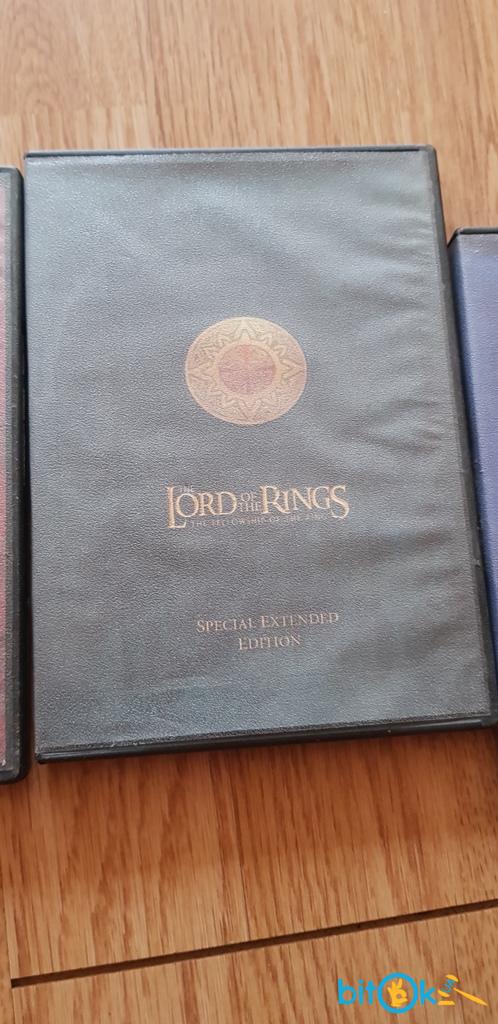 THE
LORD OF THE RINGS
THE FELLOWSHIP OF THE RING
SPECIAL EXTENDED
EDITION
bitOk